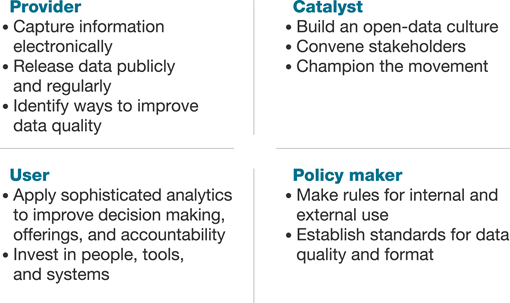 Provider
• Capture information
electronically
• Release data publicly
and regularly
• Identify ways to improve
data quality
Catalyst
• Build an open-data culture
• Convene stakeholders
• Champion the movement
User
• Apply sophisticated analytics
to improve decision making,
offerings, and accountability
• Invest in people, tools,
and systems
Policy maker
• Make rules for internal and
external use
• Establish standards for data
quality and format